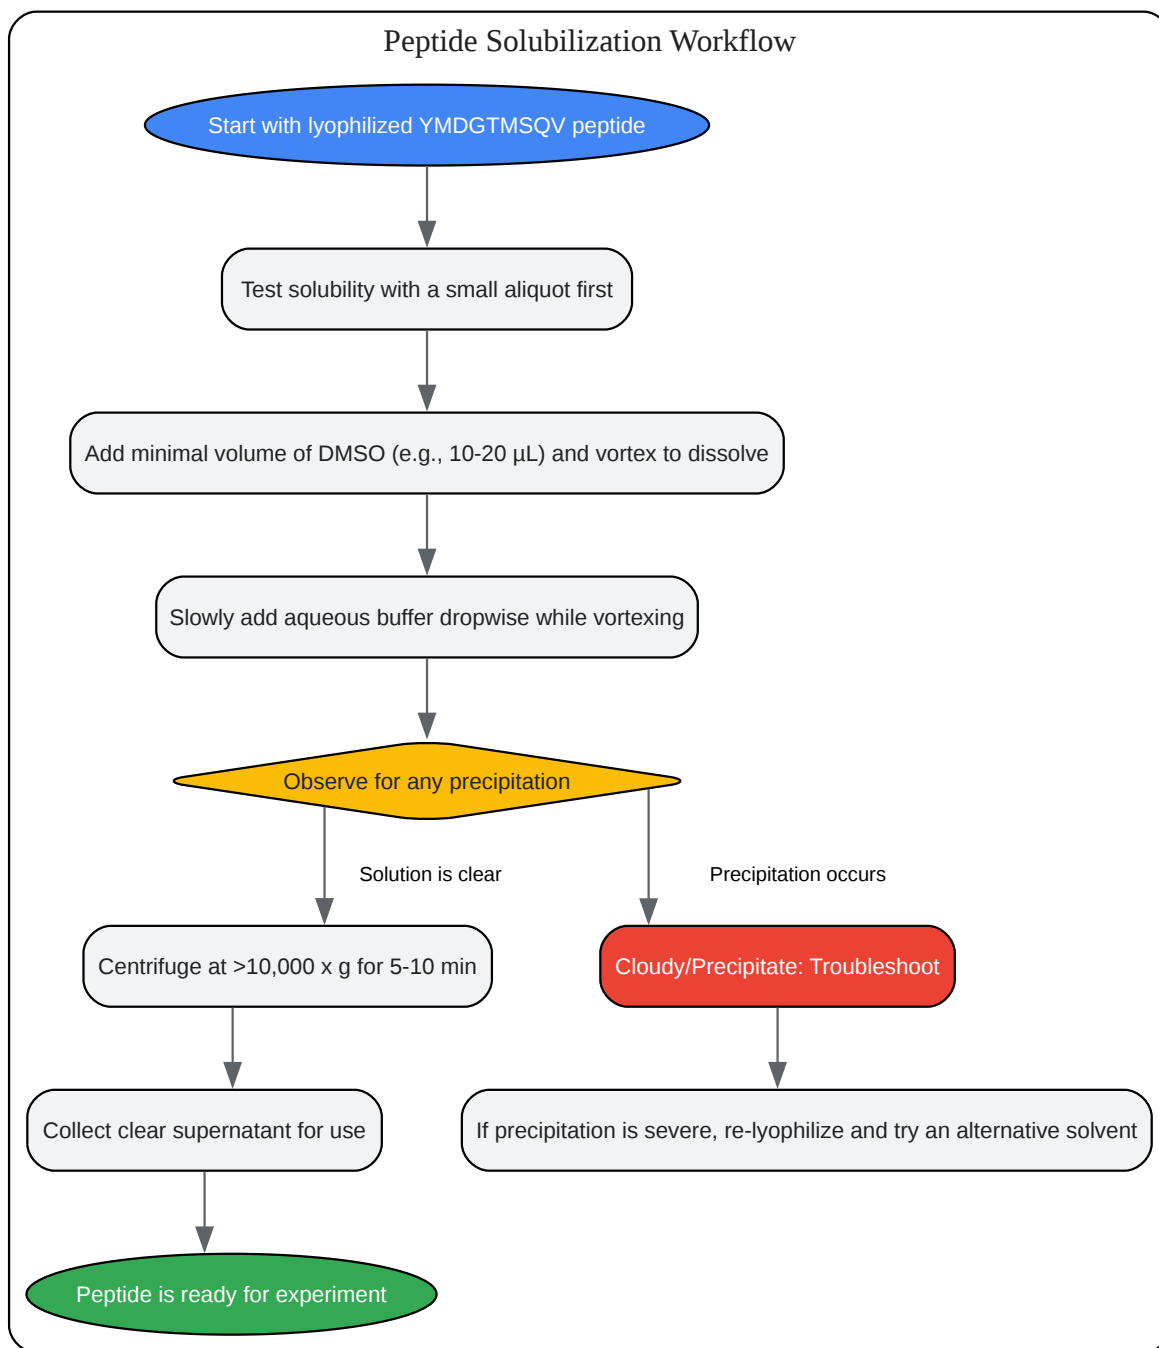 Peptide Solubilization Workflow
Start with lyophilized YMDGTMSQV peptide
Test solubility with a small aliquot first
Add minimal volume of DMSO (e.g., 10-20 µL) and vortex to dissolve
Slowly add aqueous buffer dropwise while vortexing
Observe for any precipitation
Solution is clear
Precipitation occurs
Centrifuge at >10,000 x g for 5-10 min
Cloudy/Precipitate: Troubleshoot
Collect clear supernatant for use
If precipitation is severe, re-lyophilize and try an alternative solvent
Peptide is ready for experiment